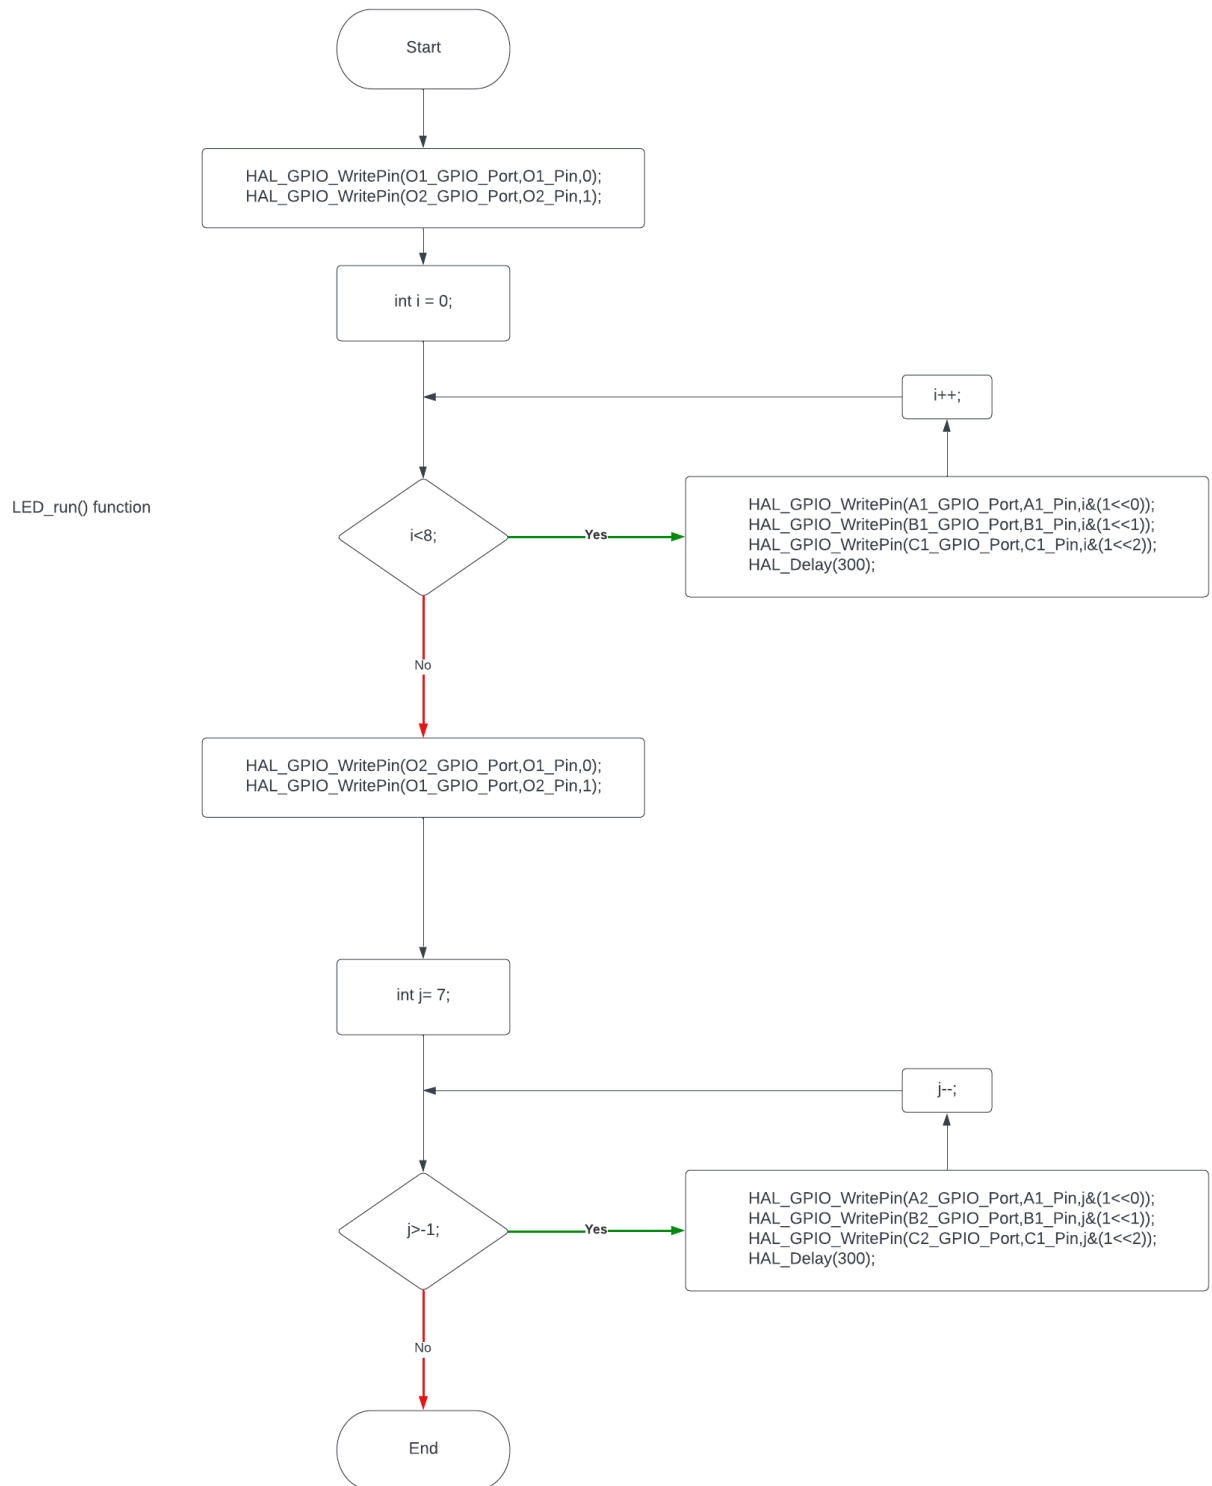 Start
HAL_GPIO_WritePin(O1_GPIO_Port,O1_Pin,0);
HAL_GPIO_WritePin(O2_GPIO_Port,O2_Pin,1);
int i = 0;
i++;
LED_run() function
i<8;
Yes
HAL_GPIO_WritePin(A1_GPIO_Port,A1_Pin,i&(1<<0));
HAL_GPIO_WritePin(B1_GPIO_Port,B1_Pin,i&(1<<1));
HAL_GPIO_WritePin(C1_GPIO_Port,C1_Pin,i&(1<<2));
HAL_Delay(300);
No
HAL_GPIO_WritePin(O2_GPIO_Port,O1_Pin,0);
HAL_GPIO_WritePin(O1_GPIO_Port,O2_Pin,1);
int j= 7;
j--;
j>-1;
Yes
HAL_GPIO_WritePin(A2_GPIO_Port,A1_Pin,j&(1<<0));
HAL_GPIO_WritePin(B2_GPIO_Port,B1_Pin,j&(1<<1));
HAL_GPIO_WritePin(C2_GPIO_Port,C1_Pin,j&(1<<2));
HAL_Delay(300);
No
End